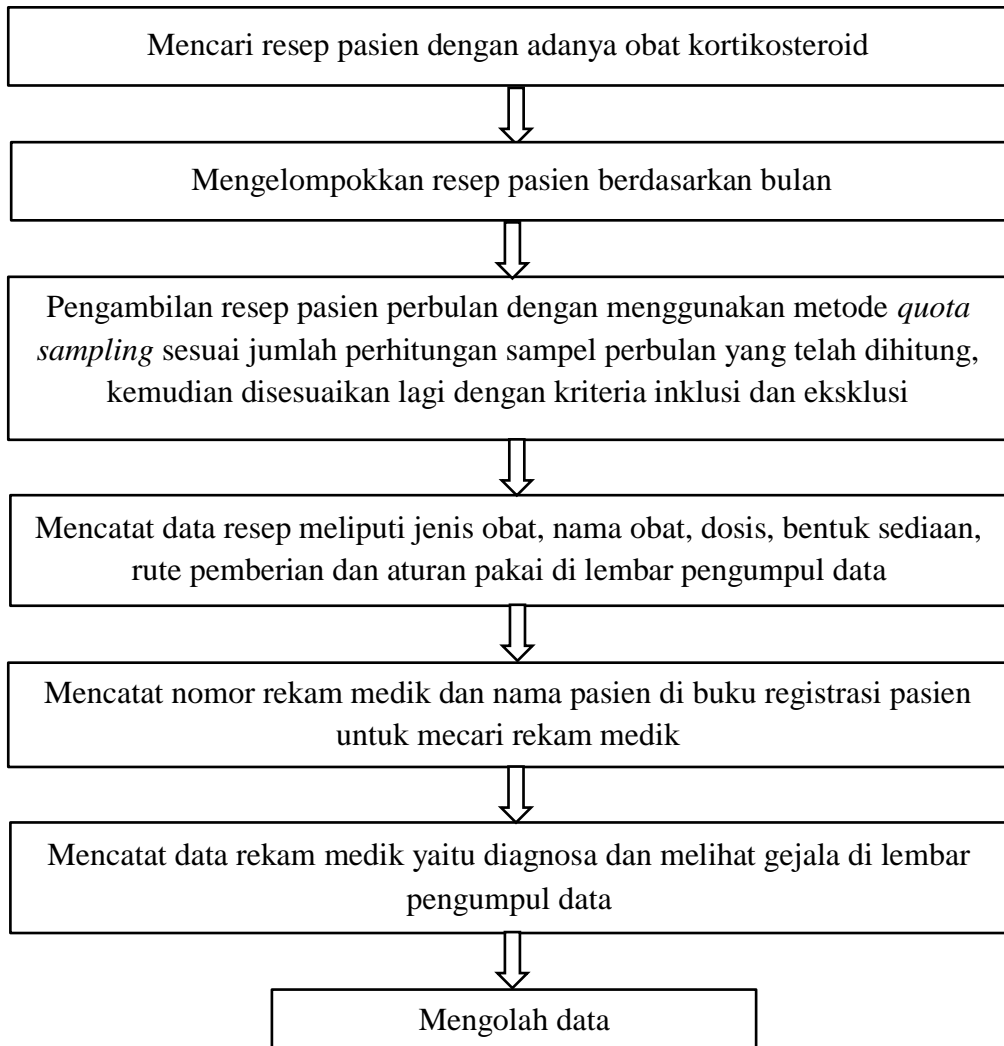 Mencari resep pasien dengan adanya obat kortikosteroid
Mengelompokkan resep pasien berdasarkan bulan
Pengambilan resep pasien perbulan dengan menggunakan metode quota
sampling sesuai jumlah perhitungan sampel perbulan yang telah dihitung,
kemudian disesuaikan lagi dengan kriteria inklusi dan eksklusi
Mencatat data resep meliputi jenis obat, nama obat, dosis, bentuk sediaan,
rute pemberian dan aturan pakai di lembar pengumpul data
Mencatat nomor rekam medik dan nama pasien di buku registrasi pasien
untuk mecari rekam medik
Mencatat data rekam medik yaitu diagnosa dan melihat gejala di lembar
pengumpul data
Mengolah data